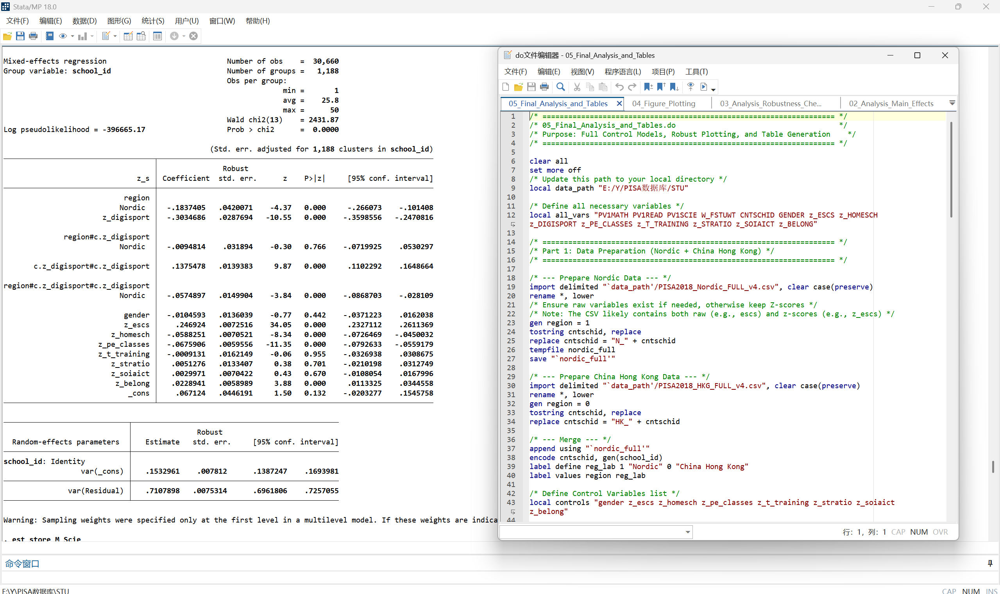 Stata/MP 18.0
文件(F) 编辑(E) 数据(D) 图形(G) 统计(S) 用户(U) 窗口(W) 帮助(H)
Mixed-effects regression Number of obs = 30,660
Group variable: school_id Number of groups = 1,188
Obs per group:
min = 1
avg = 25.8
max = 50
Wald chi2(13) = 2431.87
Log pseudolikelihood = -396665.17 Prob > chi2 = 0.0000
(Std. err. adjusted for 1,188 clusters in school_id)
Robust
z_s Coefficient std. err. z P>|z| [95% conf. interval]
region
Nordic -.1837405 .0420071 -4.37 0.000 -.266073 -.101408
z_digisport -.3034686 .0287694 -10.55 0.000 -.3598556 -.2470816
region#c.z_digisport
Nordic -.0094814 .031894 -0.30 0.766 -.0719925 .0530297
c.z_digisport#c.z_digisport .1375478 .0139383 9.87 0.000 .1102292 .1648664
region#c.z_digisport#c.z_digisport
Nordic -.0574897 .0149904 -3.84 0.000 -.0868703 -.028109
gender -.0104593 .0136039 -0.77 0.442 -.0371223 .0162038
z_escs .246924 .0072516 34.05 0.000 .2327112 .2611369
z_homesch -.0588251 .0070521 -8.34 0.000 -.0726469 -.0450032
z_pe_classes -.0675906 .0059556 -11.35 0.000 -.0792633 -.0559179
z_t_training -.0009131 .0162149 -0.06 0.955 -.0326938 .0308675
z_stratio .0051276 .0133407 0.38 0.701 -.0210198 .0312749
z_soiaict .0029971 .0070422 0.43 0.670 -.0108054 .0167996
z_belong .0228941 .0058989 3.88 0.000 .0113325 .0344558
_cons .067124 .0446191 1.50 0.132 -.0203277 .1545758
Robust
Random-effects parameters Estimate std. err. [95% conf. interval]
school_id: Identity
var(_cons) .1532961 .007812 .1387247 .1693981
var(Residual) .7107898 .0075314 .6961806 .7257055
Warning: Sampling weights were specified only at the first level in a multilevel model. If these weights are indica
. est store M_Scie
命令窗口
E:\Y\PISA数据库\STU
CAP NUM INS
do文件编辑器 - 05_Final_Analysis_and_Tables
文件(F) 编辑(E) 视图(V) 程序语言(L) 项目(P) 工具(T)
05_Final_Analysis_and_Tables 04_Figure_Plotting 03_Analysis_Robustness_Che... 02_Analysis_Main_Effects
1 /* ==================================================================== */
2 /* 05_Final_Analysis_and_Tables.do */
3 /* Purpose: Full Control Models, Robust Plotting, and Table Generation */
4 /* ==================================================================== */
5
6 clear all
7 set more off
8 /* Update this path to your local directory */
9 local data_path "E:/Y/PISA数据库/STU"
10
11 /* Define all necessary variables */
12 local all_vars "PV1MATH PV1READ PV1SCIE W_FSTUWT CNTSCHID GENDER z_ESCS z_HOMESCH
z_DIGISPORT z_PE_CLASSES z_T_TRAINING z_STRATIO z_SOIAICT z_BELONG"
13
14 /* ==================================================================== */
15 /* Part 1: Data Preparation (Nordic + China Hong Kong) */
16 /* ==================================================================== */
17
18 /* --- Prepare Nordic Data --- */
19 import delimited "`data_path'/PISA2018_Nordic_FULL_v4.csv", clear case(preserve)
20 rename *, lower
21 /* Ensure raw variables exist if needed, otherwise keep Z-scores */
22 /* Note: The CSV likely contains both raw (e.g., escs) and z-scores (e.g., z_escs) */
23 gen region = 1
24 tostring cntschid, replace
25 replace cntschid = "N_" + cntschid
26 tempfile nordic_full
27 save "`nordic_full'"
28
29 /* --- Prepare China Hong Kong Data --- */
30 import delimited "`data_path'/PISA2018_HKG_FULL_v4.csv", clear case(preserve)
31 rename *, lower
32 gen region = 0
33 tostring cntschid, replace
34 replace cntschid = "HK_" + cntschid
35
36 /* --- Merge --- */
37 append using "`nordic_full'"
38 encode cntschid, gen(school_id)
39 label define reg_lab 1 "Nordic" 0 "China Hong Kong"
40 label values region reg_lab
41
42 /* Define Control Variables list */
43 local controls "gender z_escs z_homesch z_pe_classes z_t_training z_stratio z_soiaict
z_belong"
44
行: 1, 列: 1 CAP NUM OVR